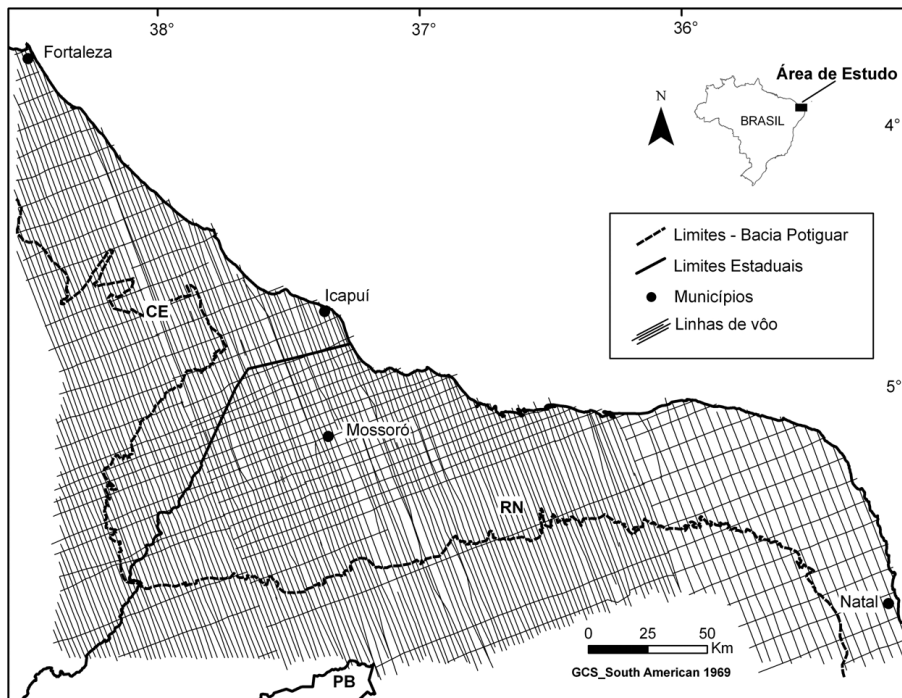 38°
37°
36°
Fortaleza
Área de Estudo
N
BRASIL
4°
Limites - Bacia Potiguar
Limites Estaduais
Municípios
Linhas de vôo
Icapuí
CE
5°
Mossoró
RN
Natal
0 25 50
Km
GCS_South American 1969
PB